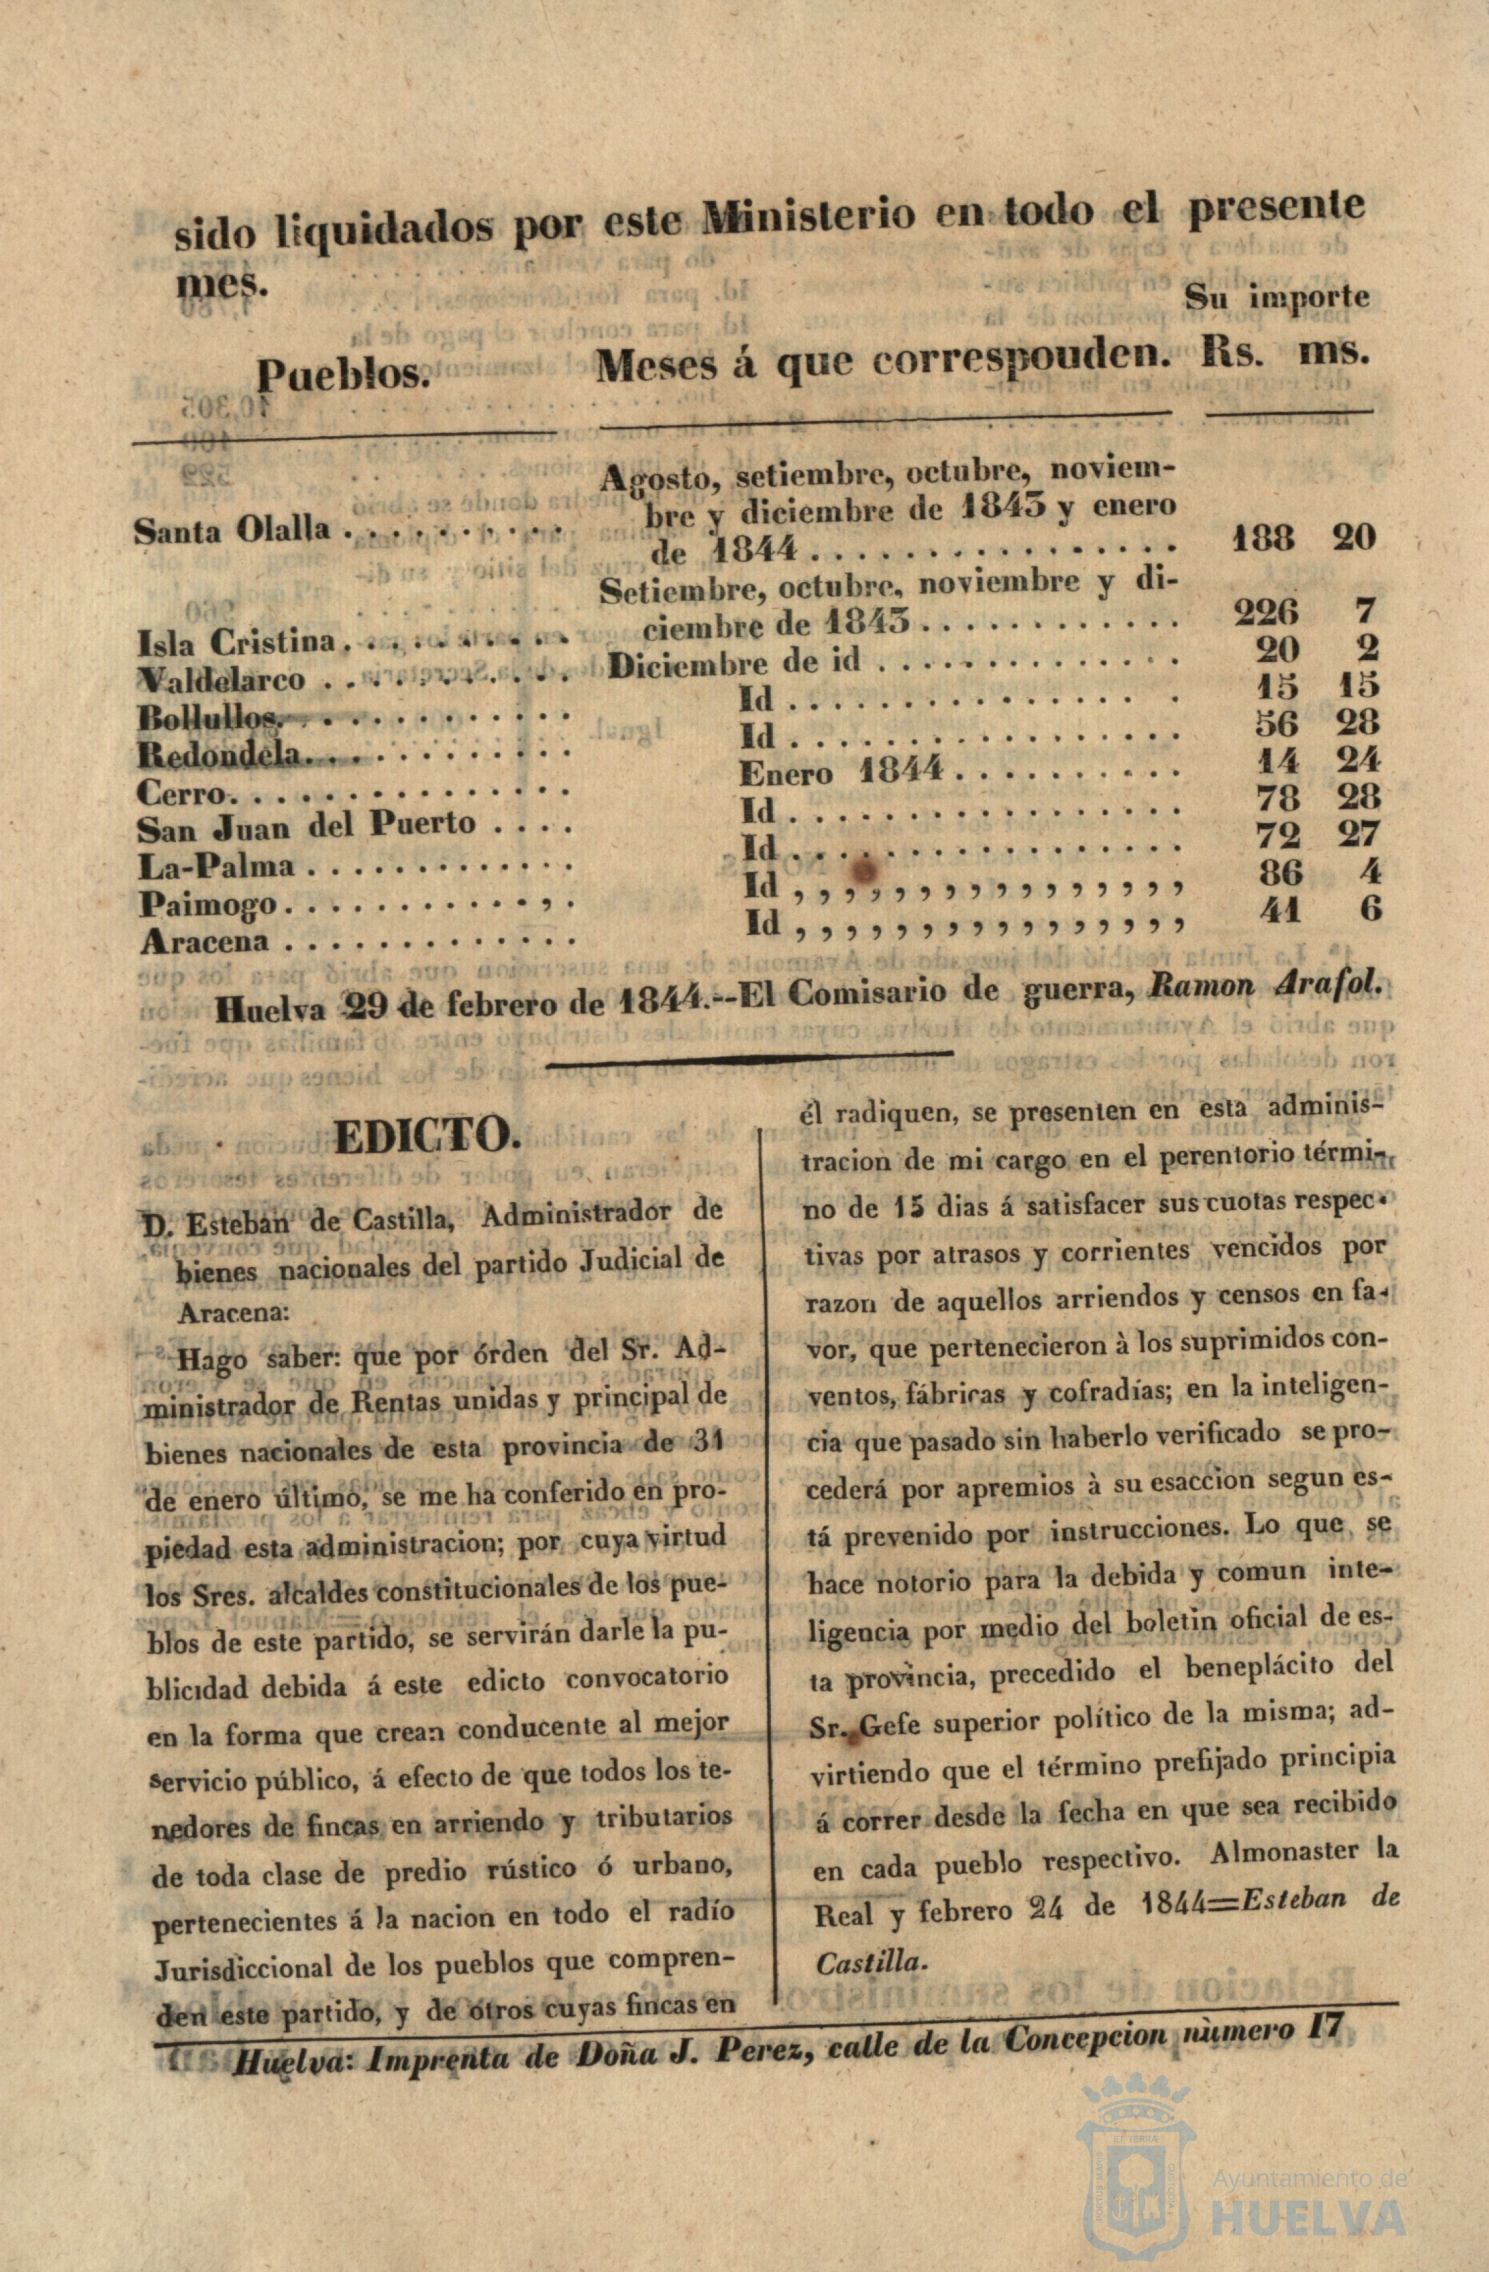 sido liquidados por este Ministerio en todo el presente
mes.
Su importe
Pueblos. Meses á que correspouden. Rs. ms.
Agosto, setiembre, octubre, noviem-
Santa Olalla . . . . . . . . . . bre y diciembre de 1843 y enero
de 1844 . . . . . . . . . . . . . . . 188 20
Setiembre, octubre, noviembre y di-
Isla Cristina. . . . . . . . . . ciembre de 1843 . . . . . . . . . . . 226 7
Valdelarco . . . . . . . . . . . Diciembre de id . . . . . . . . . . . . . 20 2
Bollullos. . . . . . . . . . . . . Id . . . . . . . . . . . . . . . . 15 15
Redondela. . . . . . . . . . . . Id . . . . . . . . . . . . . . . . 56 28
Cerro. . . . . . . . . . . . . . . Enero 1844 . . . . . . . . . . 14 24
San Juan del Puerto . . . . Id . . . . . . . . . . . . . . . . 78 28
La-Palma . . . . . . . . . . . . Id . . . . . . . . . . . . . . . . 72 27
Paimogo. . . . . . . . . . . , . Id , , , , , , , , , , , , , , , , 86 4
Aracena . . . . . . . . . . . . . Id , , , , , , , , , , , , , , , , 41 6
Huelva 29 de febrero de 1844.--El Comisario de guerra, Ramon Arafol.
EDICTO.
D. Esteban de Castilla, Administrador de
bienes nacionales del partido Judicial de
Aracena:
Hago saber: que por órden del Sr. Ad-
ministrador de Rentas unidas y principal de
bienes nacionales de esta provincia de 31
de enero último, se me ha conferido en pro-
piedad esta administracion; por cuya virtud
los Sres. alcaldes constitucionales de los pue-
blos de este partido, se servirán darle la pu-
blicidad debida á este edicto convocatorio
en la forma que crean conducente al mejor
servicio público, á efecto de que todos los te-
nedores de fincas en arriendo y tributarios
de toda clase de predio rústico ó urbano,
pertenecientes á la nacion en todo el radío
Jurisdiccional de los pueblos que compren-
den este partido, y de otros cuyas fincas en
él radiquen, se presenten en esta adminis-
tracion de mi cargo en el perentorio térmi-
no de 15 dias á satisfacer sus cuotas respec-
tivas por atrasos y corrientes vencidos por
razon de aquellos arriendos y censos en fa-
vor, que pertenecieron à los suprimidos con-
ventos, fábricas y cofradías; en la inteligen-
cia que pasado sin haberlo verificado se pro-
cederá por apremios à su esaccion segun es-
tá prevenido por instrucciones. Lo que se
hace notorio para la debida y comun inte-
ligencia por medio del boletin oficial de es-
ta provincia, precedido el beneplácito del
Sr. Gefe superior político de la misma; ad-
virtiendo que el término prefijado principia
á correr desde la fecha en que sea recibido
en cada pueblo respectivo. Almonaster la
Real y febrero 24 de 1844=Esteban de
Castilla.
Huelva: Imprenta de Doña J. Perez, calle de la Concepcion nùmero 17
Ayuntamiento de
HUELVA